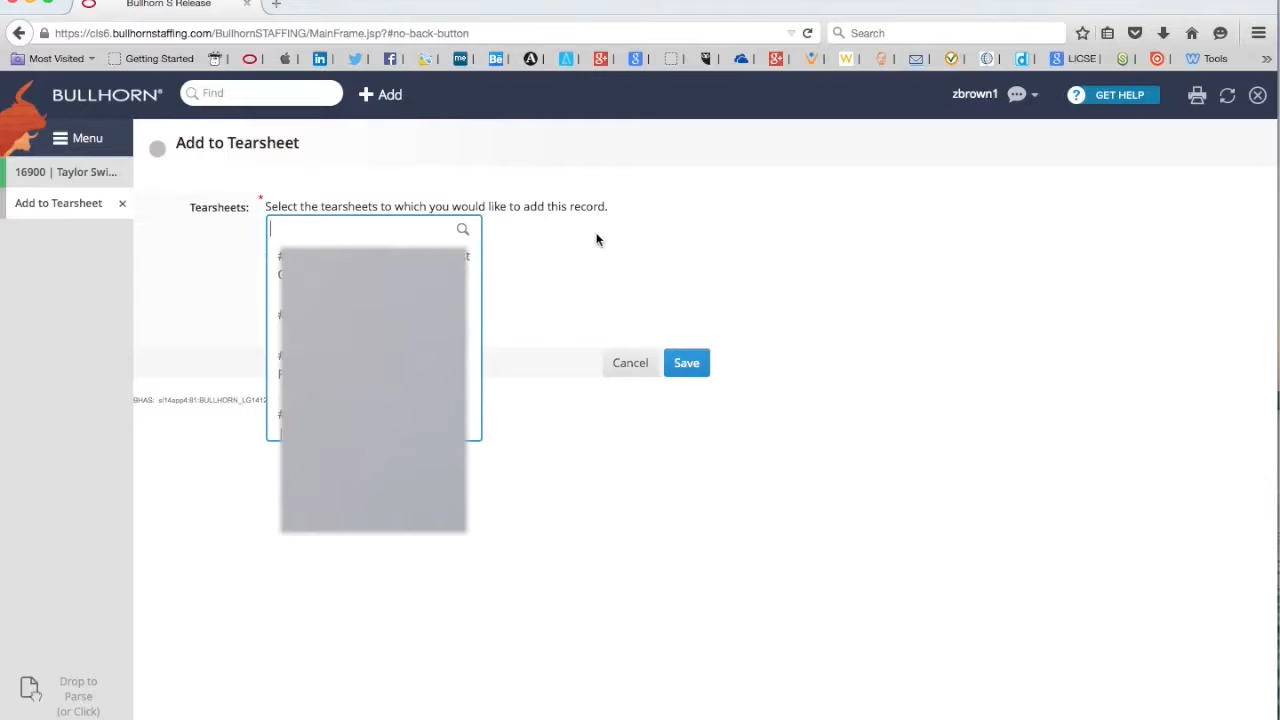 Bullhorn S Release
https://cls6.bullhornstaffing.com/BullhornSTAFFING/MainFrame.jsp?#no-back-button
Search
Most Visited
Getting Started
LICSE
Tools
BULLHORN®
Find
Add
zbrown1
GET HELP
Menu
Add to Tearsheet
16900 | Taylor Swi...
Add to Tearsheet
Tearsheets:
* Select the tearsheets to which you would like to add this record.
Cancel
Save
Drop to
Parse
(or Click)